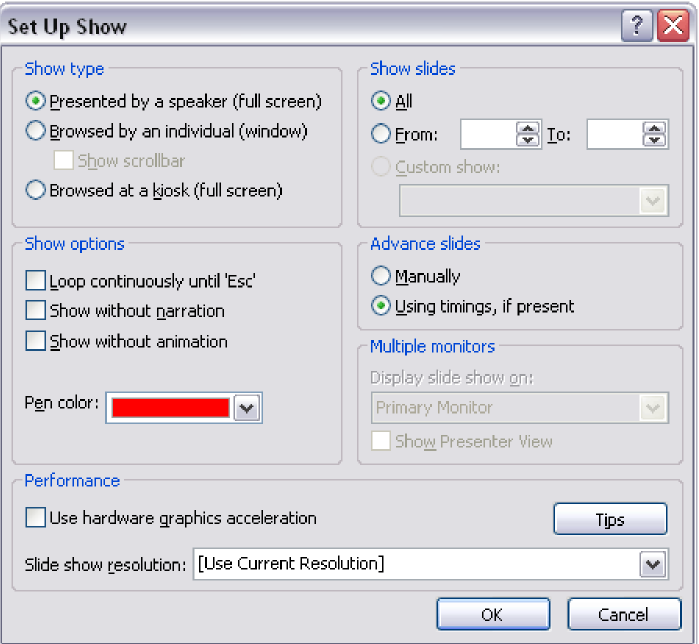 Set Up Show
Show type
Presented by a speaker (full screen)
Browsed by an individual (window)
Show scrollbar
Browsed at a kiosk (full screen)
Show slides
All
From: To:
Custom show:
Show options
Loop continuously until 'Esc'
Show without narration
Show without animation
Pen color:
Advance slides
Manually
Using timings, if present
Multiple monitors
Display slide show on:
Primary Monitor
Show Presenter View
Performance
Use hardware graphics acceleration
Tips
Slide show resolution: [Use Current Resolution]
OK Cancel